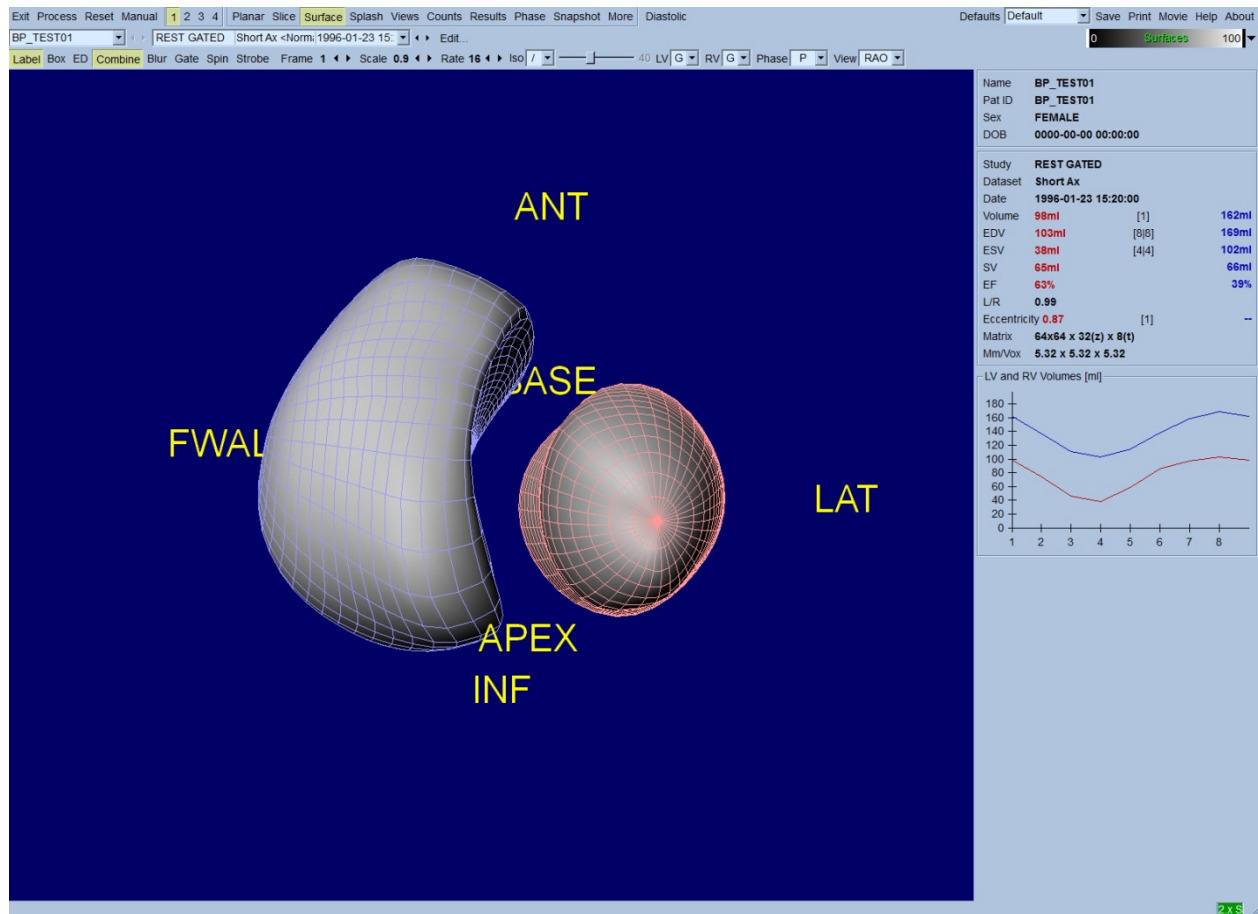 Exit Process Reset Manual 1 2 3 4 Planar Slice Surface Splash Views Counts Results Phase Snapshot More Diastolic Defaults Default Save Print Movie Help About
BP_TEST01 REST GATED Short Ax <Norm: 1996-01-23 15: Edit... 0 Surfaces 100
Label Box ED Combine Blur Gate Spin Strobe Frame 1 Scale 0.9 Rate 16 Iso / 40 LV G RV G Phase P View RAO
ANT
BASE
FWAL
LAT
APEX
INF
Name BP_TEST01
Pat ID BP_TEST01
Sex FEMALE
DOB 0000-00-00 00:00:00
Study REST GATED
Dataset Short Ax
Date 1996-01-23 15:20:00
Volume 98ml [1] 162ml
EDV 103ml [8|8] 169ml
ESV 38ml [4|4] 102ml
SV 65ml 66ml
EF 63% 39%
L/R 0.99
Eccentricity 0.87 [1] --
Matrix 64x64 x 32(z) x 8(t)
Mm/Vox 5.32 x 5.32 x 5.32
LV and RV Volumes [ml]
180
160
140
120
100
80
60
40
20
0
1 2 3 4 5 6 7 8
2 x S